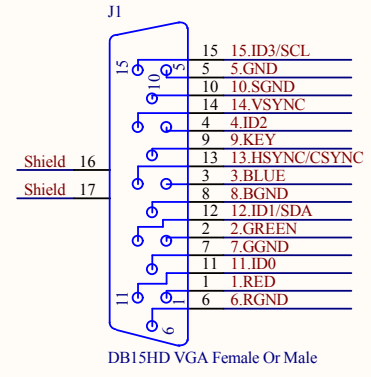 J1
15 15.ID3/SCL
5 5.GND
10 10.SGND
14 14.VSYNC
4 4.ID2
9 9.KEY
13 13.HSYNC/CSYNC
3 3.BLUE
8 8.BGND
12 12.ID1/SDA
2 2.GREEN
7 7.GGND
11 11.ID0
1 1.RED
6 6.RGND
Shield 16
Shield 17
15
10
5
11
1
6
DB15HD VGA Female Or Male